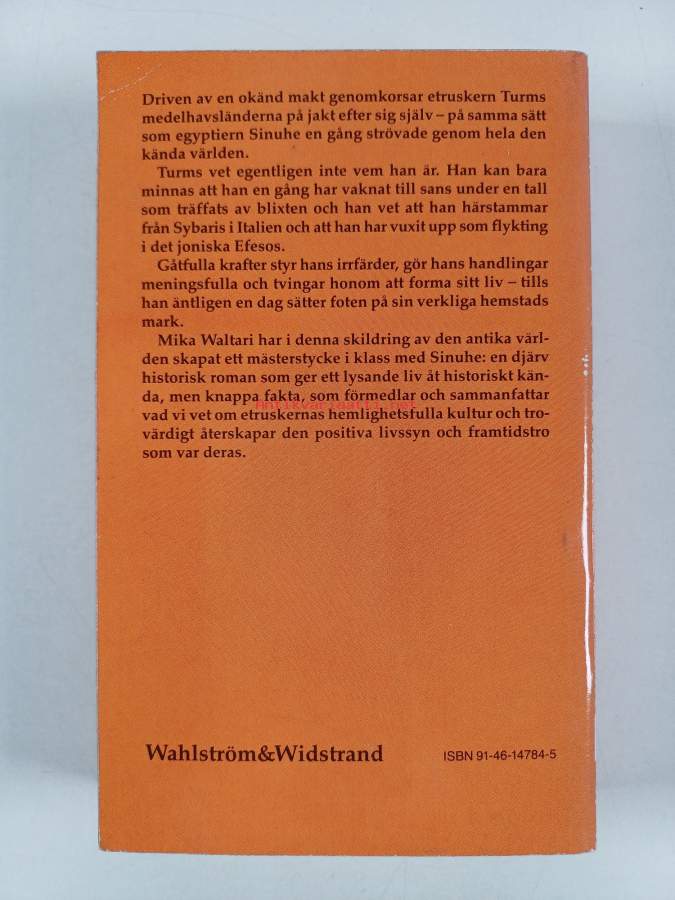 Driven av en okänd makt genomkorsar etruskern Turms
medelhavsländerna på jakt efter sig själv – på samma sätt
som egyptiern Sinuhe en gång strövade genom hela den
kända världen.
Turms vet egentligen inte vem han är. Han kan bara
minnas att han en gång har vaknat till sans under en tall
som träffats av blixten och han vet att han härstammar
från Sybaris i Italien och att han har vuxit upp som flykting
i det joniska Efesos.
Gåtfulla krafter styr hans irrfärder, gör hans handlingar
meningsfulla och tvingar honom att forma sitt liv – tills
han äntligen en dag sätter foten på sin verkliga hemstads
mark.
Mika Waltari har i denna skildring av den antika värl-
den skapat ett mästerstycke i klass med Sinuhe: en djärv
historisk roman som ger ett lysande liv åt historiskt kän-
da, men knappa fakta, som förmedlar och sammanfattar
Antikvariaatti.net
vad vi vet om etruskernas hemlighetsfulla kultur och tro-
värdigt återskapar den positiva livssyn och framtidstro
som var deras.
Wahlström&Widstrand
ISBN 91-46-14784-5